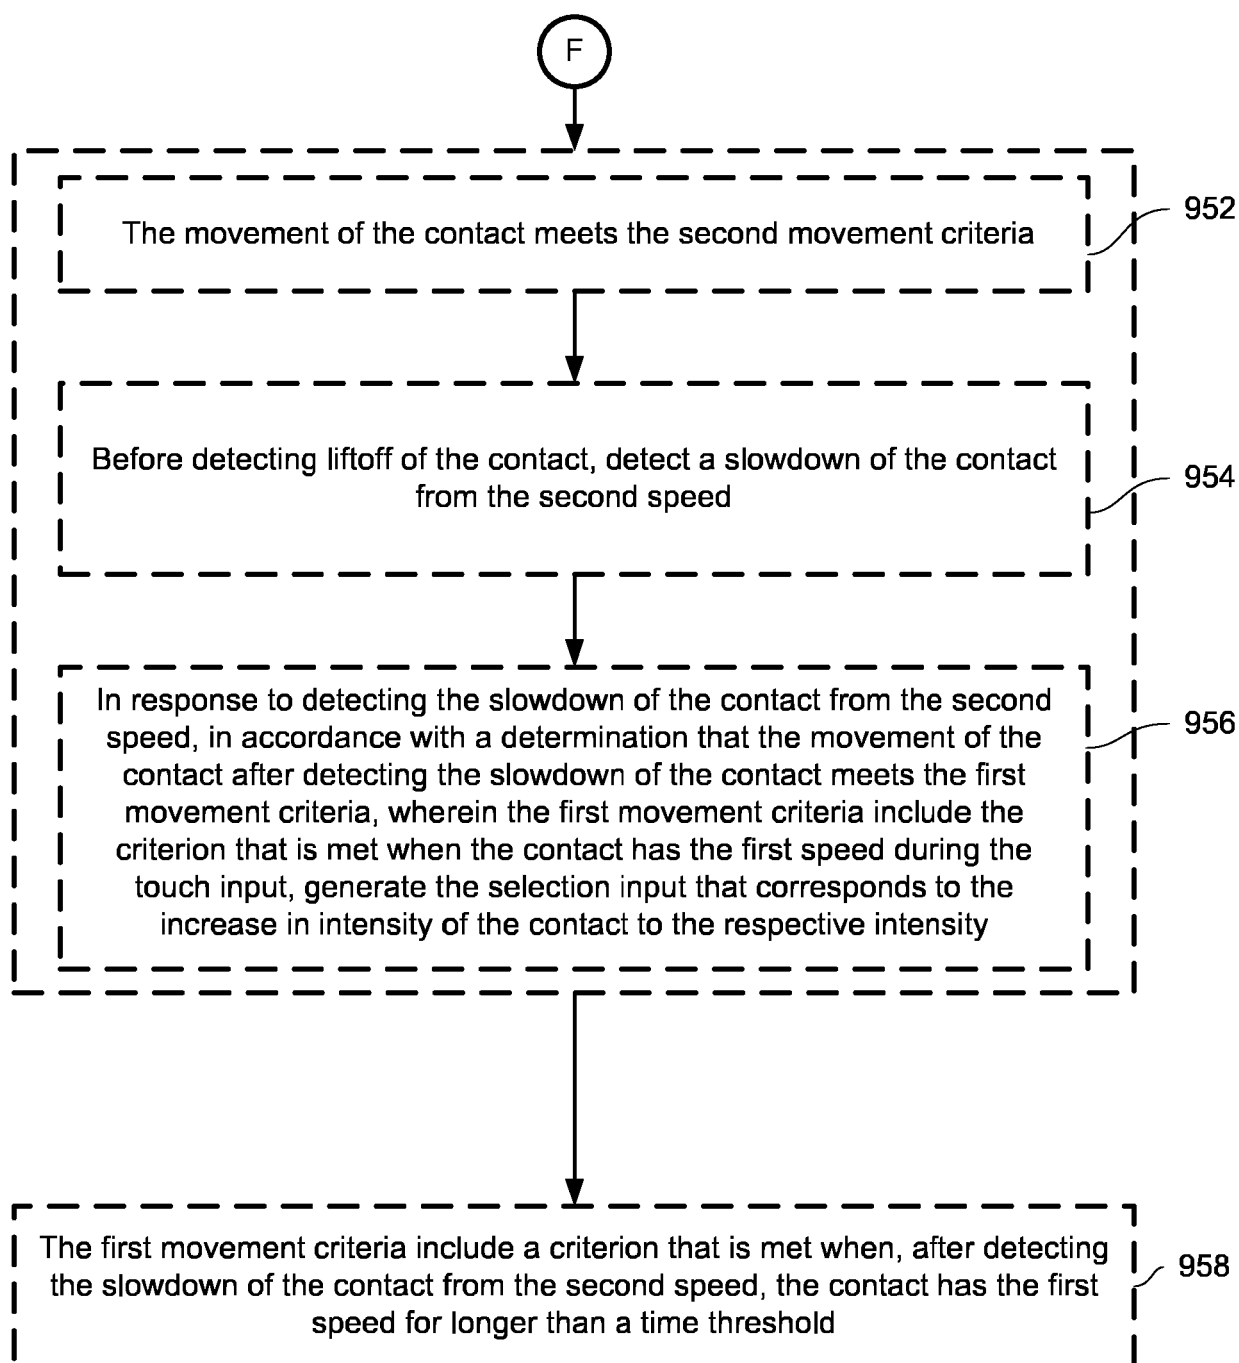 F
The movement of the contact meets the second movement criteria
952
Before detecting liftoff of the contact, detect a slowdown of the contact
from the second speed
954
In response to detecting the slowdown of the contact from the second
speed, in accordance with a determination that the movement of the
contact after detecting the slowdown of the contact meets the first
movement criteria, wherein the first movement criteria include the
criterion that is met when the contact has the first speed during the
touch input, generate the selection input that corresponds to the
increase in intensity of the contact to the respective intensity
956
The first movement criteria include a criterion that is met when, after detecting
the slowdown of the contact from the second speed, the contact has the first
speed for longer than a time threshold
958